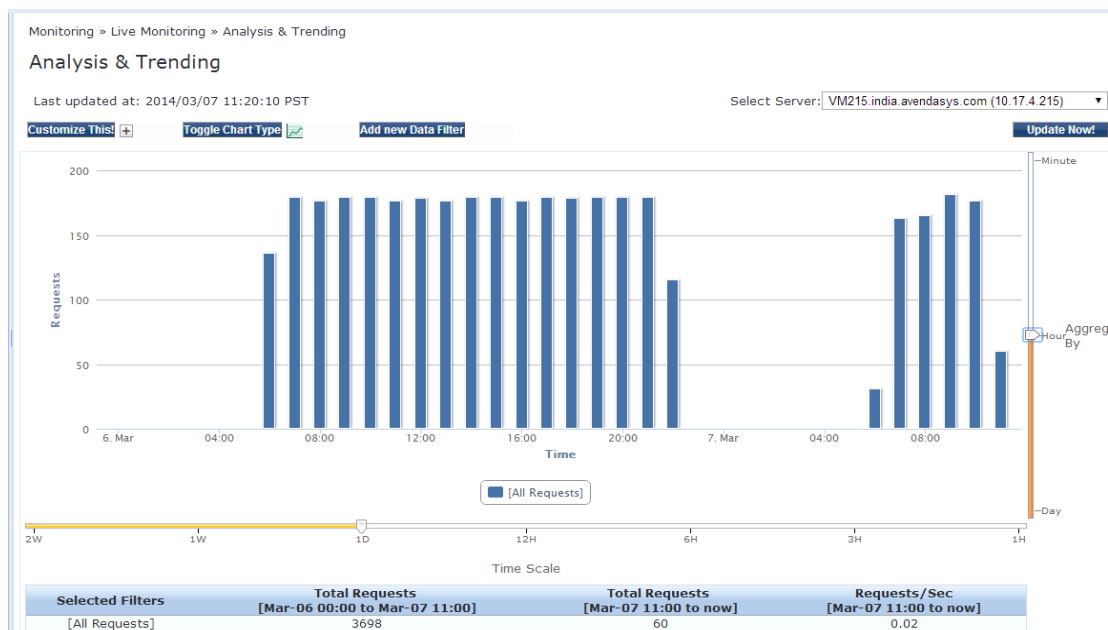 Monitoring » Live Monitoring » Analysis & Trending
Analysis & Trending
Last updated at: 2014/03/07 11:20:10 PST
Select Server: VM215.india.avendasys.com (10.17.4.215)
Customize This! Toggle Chart Type Add new Data Filter Update Now!
200
150
100
50
0
Requests
6. Mar 04:00 08:00 12:00 16:00 20:00 7. Mar 04:00 08:00
Time
[All Requests]
Minute
Hour
Aggreg
By
Day
2W 1W 1D 12H 6H 3H 1H
Time Scale
Selected Filters
Total Requests
[Mar-06 00:00 to Mar-07 11:00]
Total Requests
[Mar-07 11:00 to now]
Requests/Sec
[Mar-07 11:00 to now]
[All Requests] 3698 60 0.02